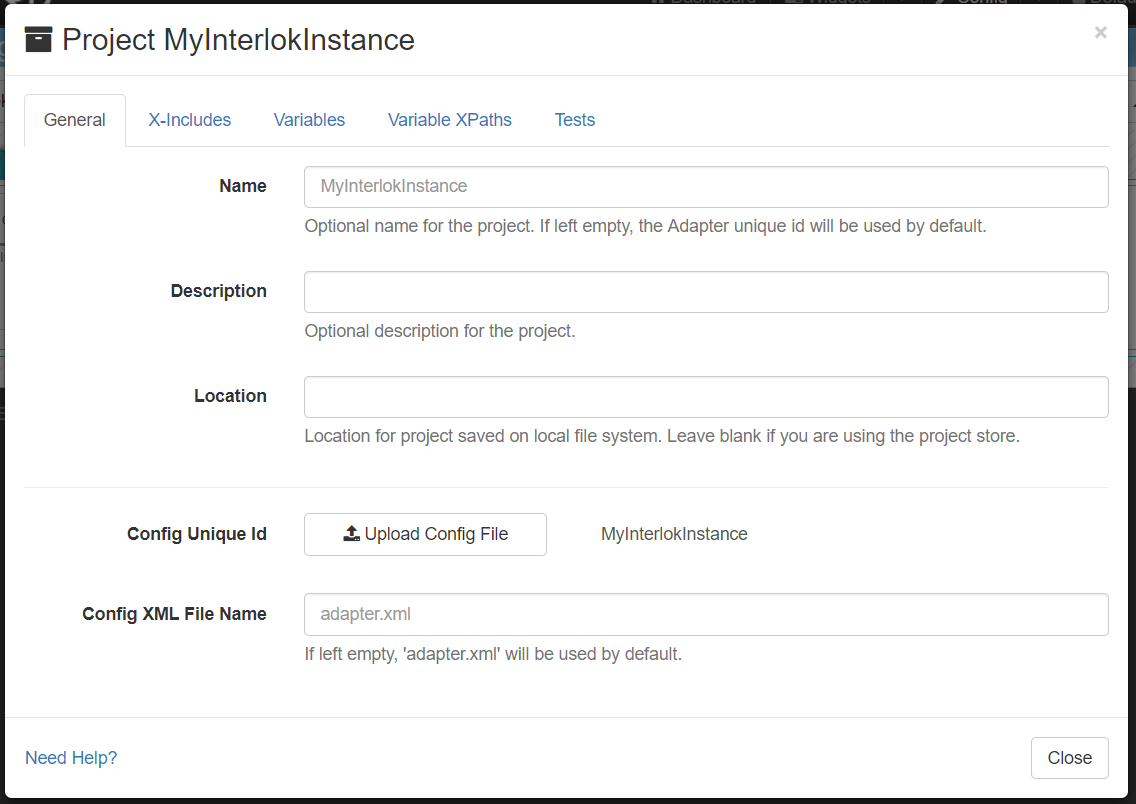 Project MyInterlokInstance
×
General X-Includes Variables Variable XPaths Tests
Name MyInterlokInstance
Optional name for the project. If left empty, the Adapter unique id will be used by default.
Description
Optional description for the project.
Location
Location for project saved on local file system. Leave blank if you are using the project store.
Config Unique Id Upload Config File MyInterlokInstance
Config XML File Name adapter.xml
If left empty, 'adapter.xml' will be used by default.
Need Help? Close